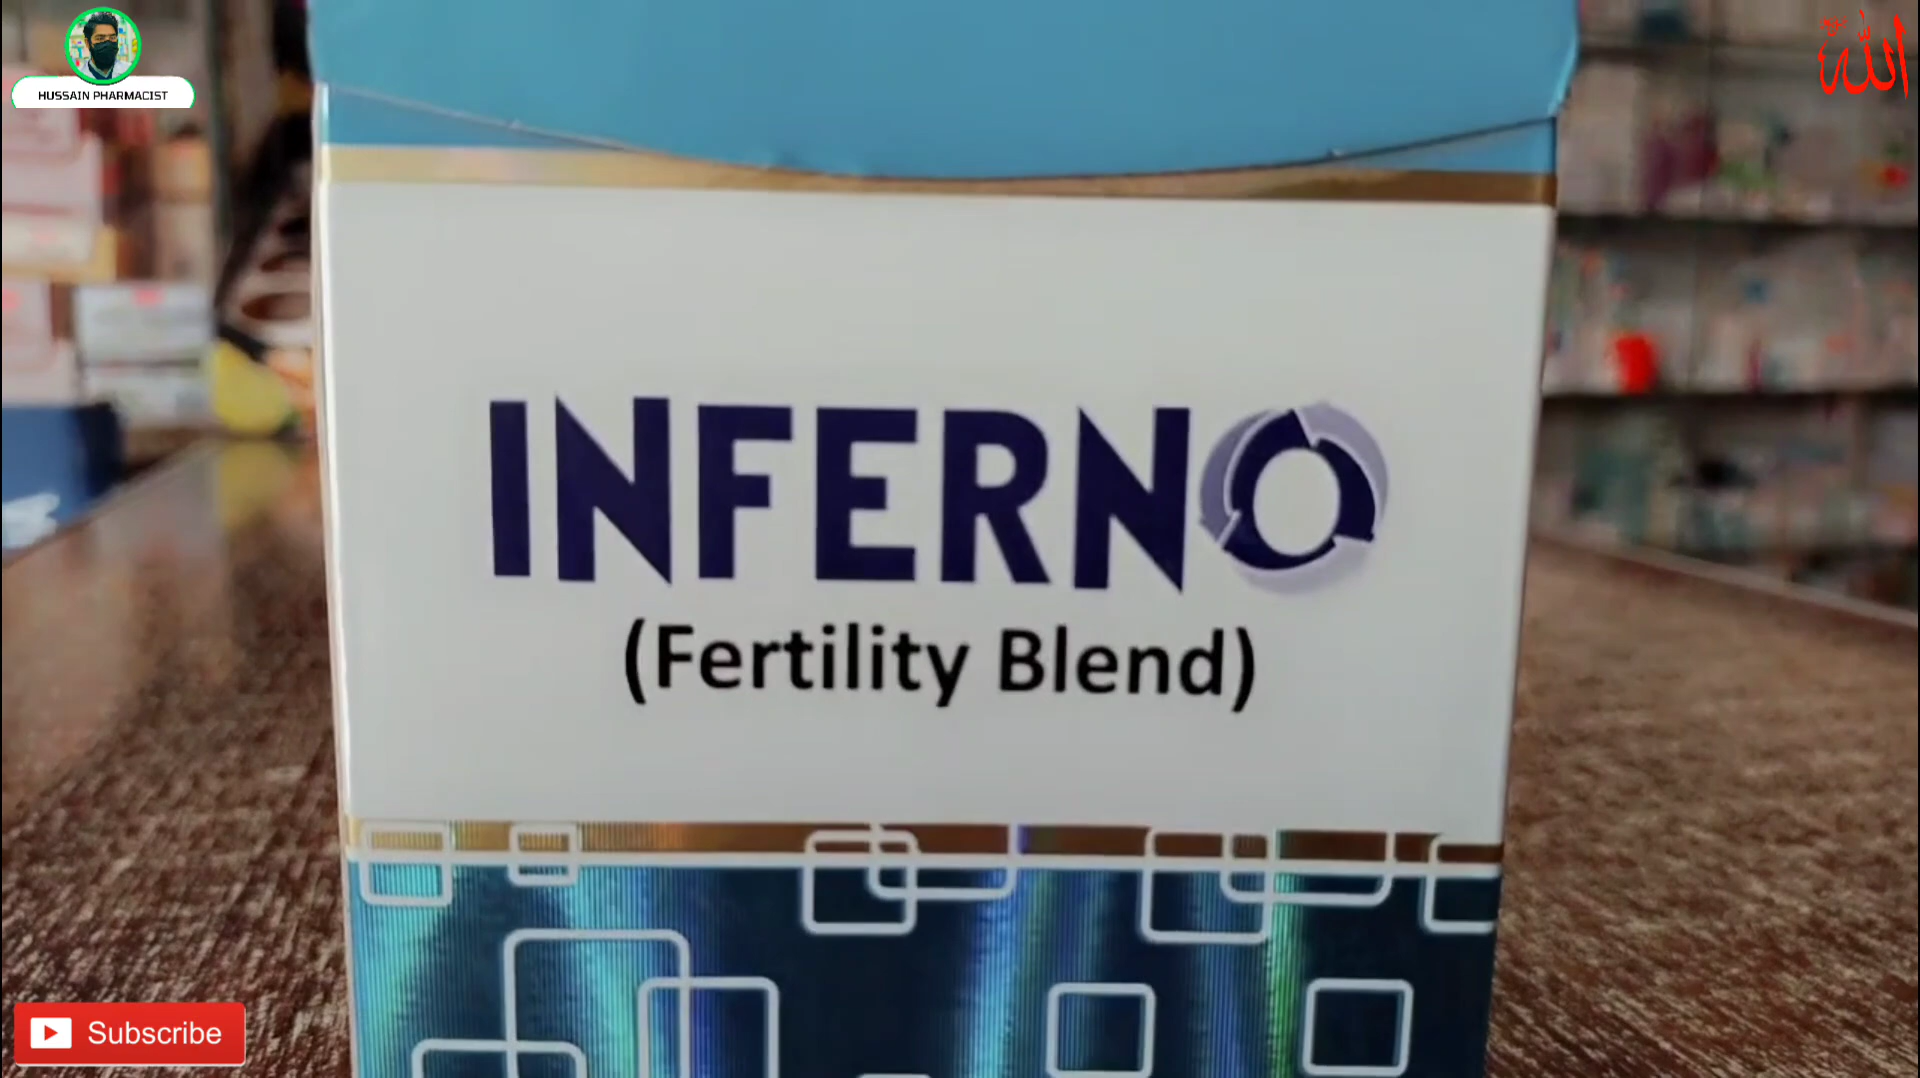 HUSSAIN PHARMACIST
الله
INFERNO
(Fertility Blend)
Subscribe